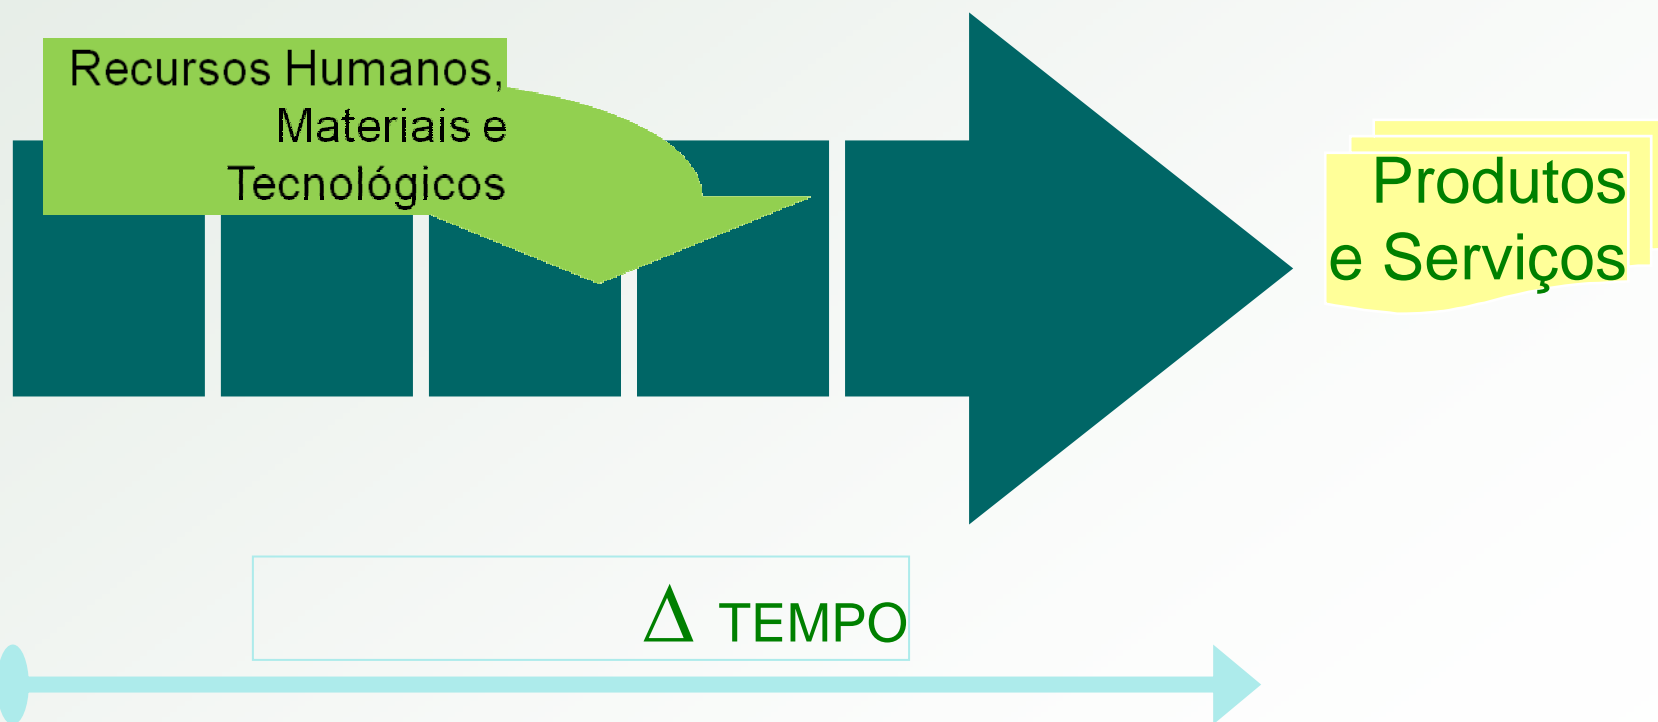 Recursos Humanos,
Materiais e
Tecnológicos
Produtos
e Serviços
Δ TEMPO